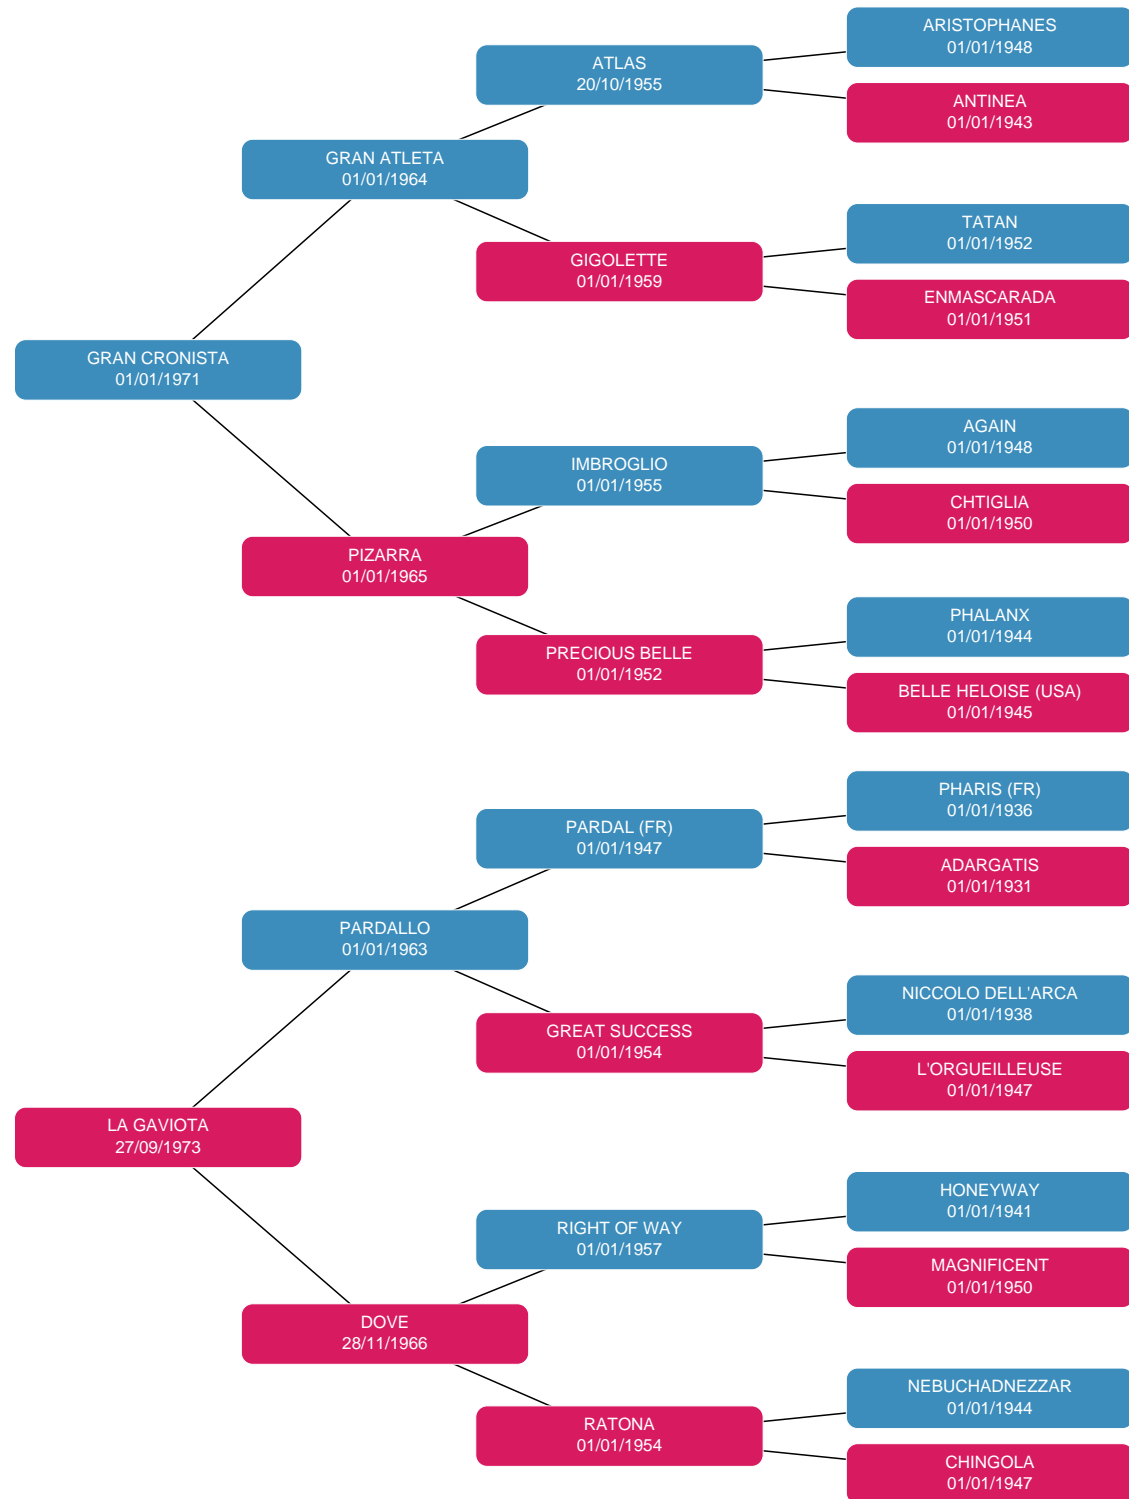 ARISTOPHANES
01/01/1948
ATLAS
20/10/1955
ANTINEA
01/01/1943
GRAN ATLETA
01/01/1964
TATAN
01/01/1952
GIGOLETTE
01/01/1959
ENMASCARADA
01/01/1951
GRAN CRONISTA
01/01/1971
AGAIN
01/01/1948
IMBROGLIO
01/01/1955
CHTIGLIA
01/01/1950
PIZARRA
01/01/1965
PHALANX
01/01/1944
PRECIOUS BELLE
01/01/1952
BELLE HELOISE (USA)
01/01/1945
PHARIS (FR)
01/01/1936
PARDAL (FR)
01/01/1947
ADARGATIS
01/01/1931
PARDALLO
01/01/1963
NICCOLO DELL'ARCA
01/01/1938
GREAT SUCCESS
01/01/1954
L'ORGUEILLEUSE
01/01/1947
LA GAVIOTA
27/09/1973
HONEYWAY
01/01/1941
RIGHT OF WAY
01/01/1957
MAGNIFICENT
01/01/1950
DOVE
28/11/1966
NEBUCHADNEZZAR
01/01/1944
RATONA
01/01/1954
CHINGOLA
01/01/1947